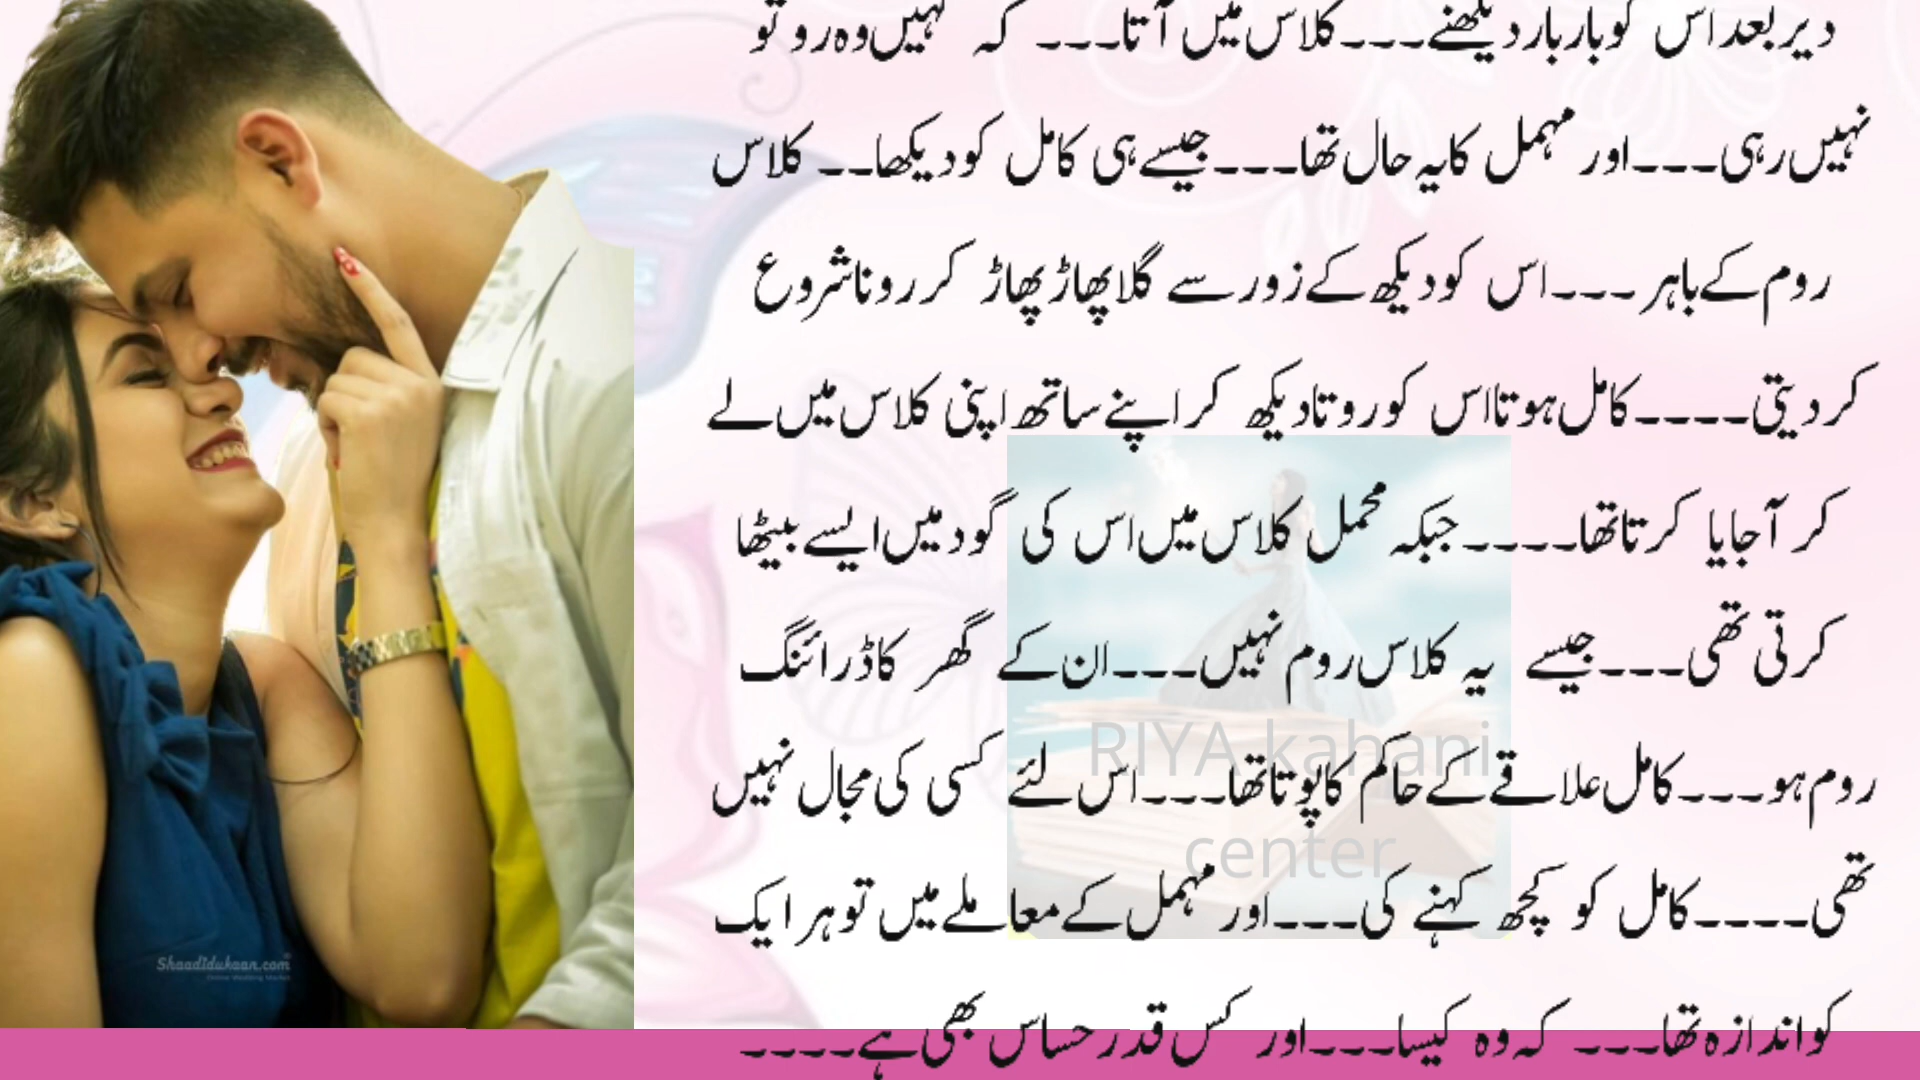 دیر بعد اس کو بار بار دیکھنے۔۔۔کلاس میں آتا۔۔۔ کہ نہیں وہ رو تو
نہیں رہی۔۔۔اور مہمل کا یہ حال تھا۔۔۔جیسے ہی کامل کو دیکھا۔۔ کلاس
روم کے باہر ۔۔۔اس کو دیکھ کے زور سے گلا پھاڑ پھاڑ کر رونا شروع
کر دیتی۔۔۔۔کامل ہوتا اس کو روتا دیکھ کر اپنے ساتھ اپنی کلاس میں لے
کر آ جایا کرتا تھا۔۔۔۔جبکہ محمل کلاس میں اس کی گود میں ایسے بیٹھا
کرتی تھی۔۔۔جیسے یہ کلاس روم نہیں۔۔۔ان کے گھر کا ڈرائنگ
روم ہو۔۔۔کامل علاقے کے حاکم کا پوتا تھا۔۔۔اس لئے کسی کی مجال نہیں
تھی۔۔۔۔کامل کو کچھ کہنے کی۔۔۔اور مہمل کے معاملے میں تو ہر ایک
کو اندازہ تھا۔۔۔ کہ وہ کیسا۔۔۔اور کس قدر حساس بھی ہے۔۔۔۔
RIYA kahani
center
Shaadidukaan.com